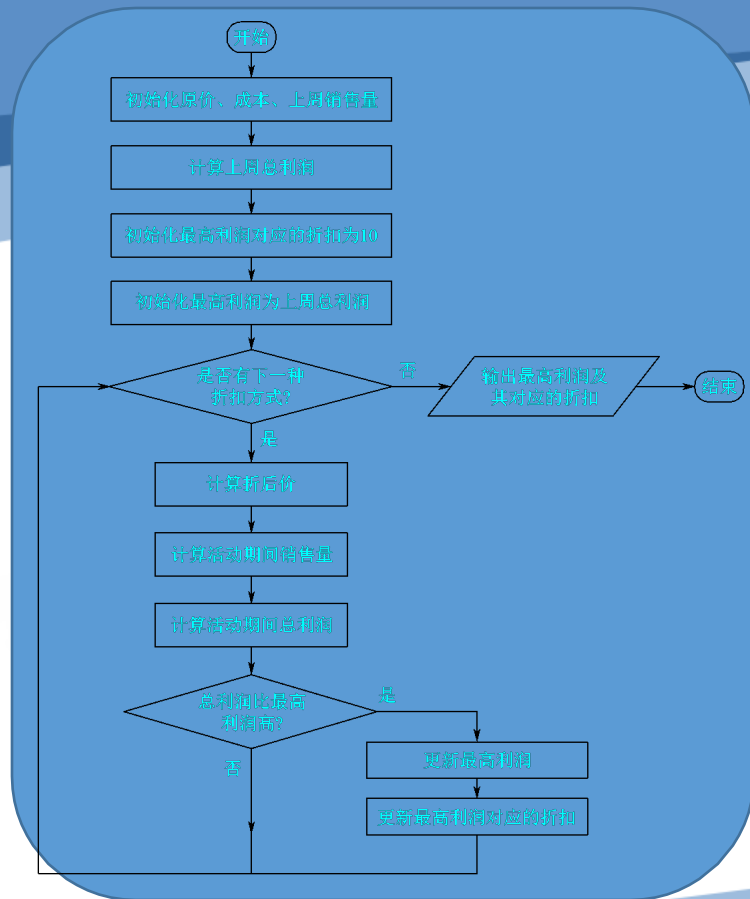 开始
初始化原价、成本、上周销售量
计算上周总利润
初始化最高利润对应的折扣为10
初始化最高利润为上周总利润
是否有下一种
折扣方式?
否
输出最高利润及
其对应的折扣
结束
是
计算折后价
计算活动期间销售量
计算活动期间总利润
总利润比最高
利润高?
是
否
更新最高利润
更新最高利润对应的折扣